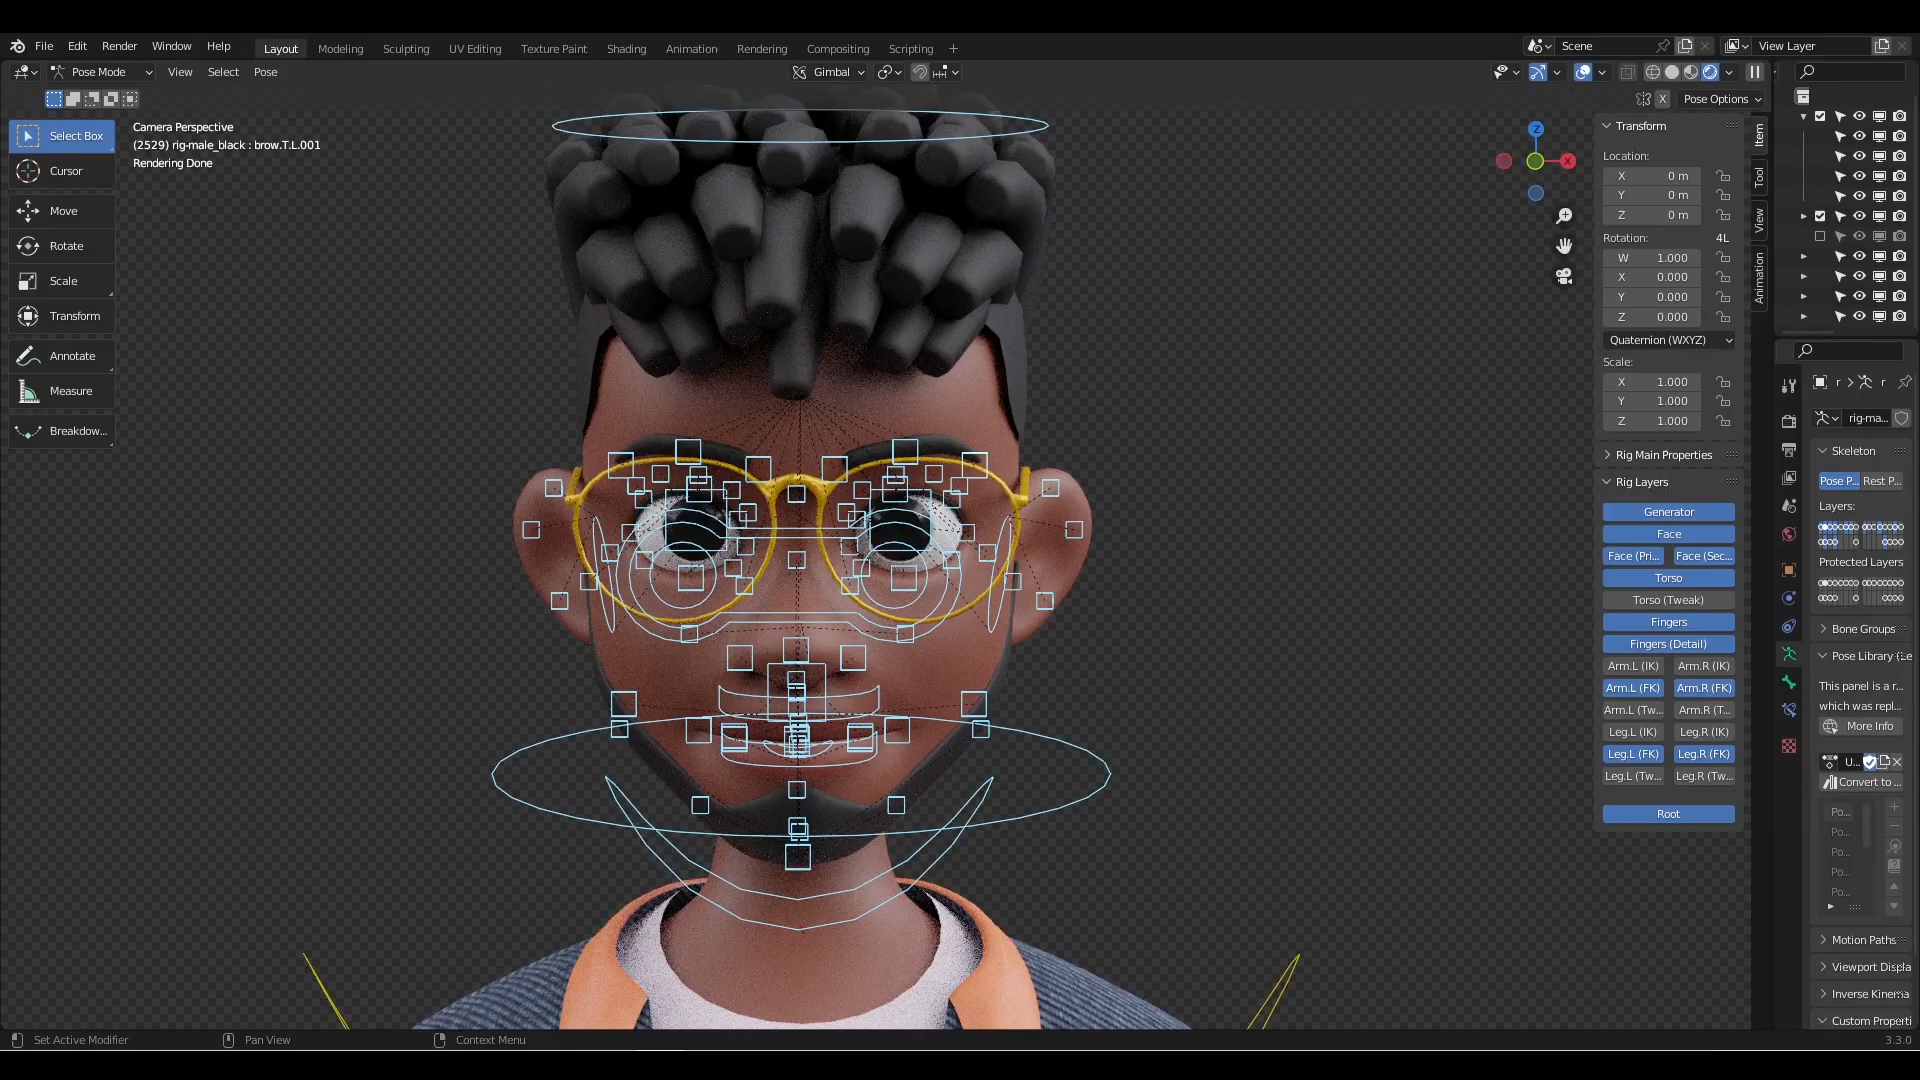 File Edit Render Window Help Layout Modeling Sculpting UV Editing Texture Paint Shading Animation Rendering Compositing Scripting + Scene View Layer
Pose Mode View Select Pose Gimbal
X Pose Options
Select Box
Cursor
Move
Rotate
Scale
Transform
Annotate
Measure
Breakdow...
Camera Perspective
(2529) rig-male_black : brow.T.L.001
Rendering Done
Z
X
Transform
Location:
X 0 m
Y 0 m
Z 0 m
Rotation: 4L
W 1.000
X 0.000
Y 0.000
Z 0.000
Quaternion (WXYZ)
Scale:
X 1.000
Y 1.000
Z 1.000
Rig Main Properties
Rig Layers
Generator
Face
Face (Pri... Face (Sec...
Torso
Torso (Tweak)
Fingers
Fingers (Detail)
Arm.L (IK) Arm.R (IK)
Arm.L (FK) Arm.R (FK)
Arm.L (Tw... Arm.R (T...
Leg.L (IK) Leg.R (IK)
Leg.L (FK) Leg.R (FK)
Leg.L (Tw... Leg.R (Tw...
Root
Item
Tool
View
Animation
r > r
rig-ma...
Skeleton
Pose P... Rest P...
Layers:
Protected Layers
Bone Groups
Pose Library (Le
This panel is a r...
which was repl...
More Info
U...
Convert to ...
Po...
Po...
Po...
Po...
Po...
Motion Paths
Viewport Displa
Inverse Kinema
Custom Properti
Set Active Modifier Pan View Context Menu 3.3.0